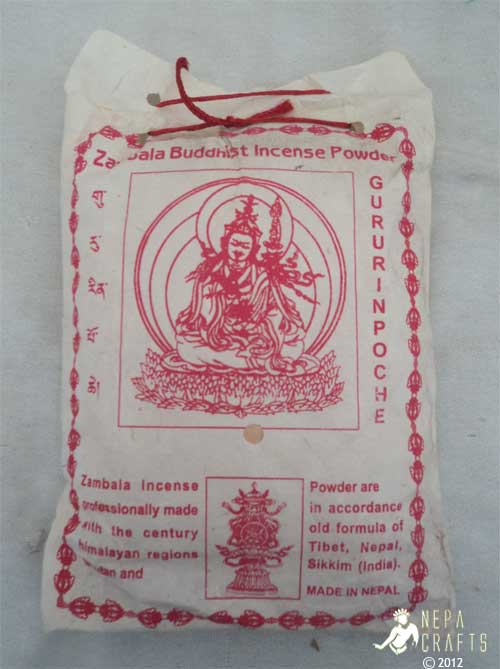 Zambala Buddhist Incense Powder
GURURINPOCHE
གུ་
རུ་
རིན་
པོ་
ཆེ
Zambala Incense Powder are
professionally made in accordance
with the century old formula of
himalayan regions Tibet, Nepal,
and Sikkim (India).
MADE IN NEPAL
NEPA
CRAFTS
© 2012